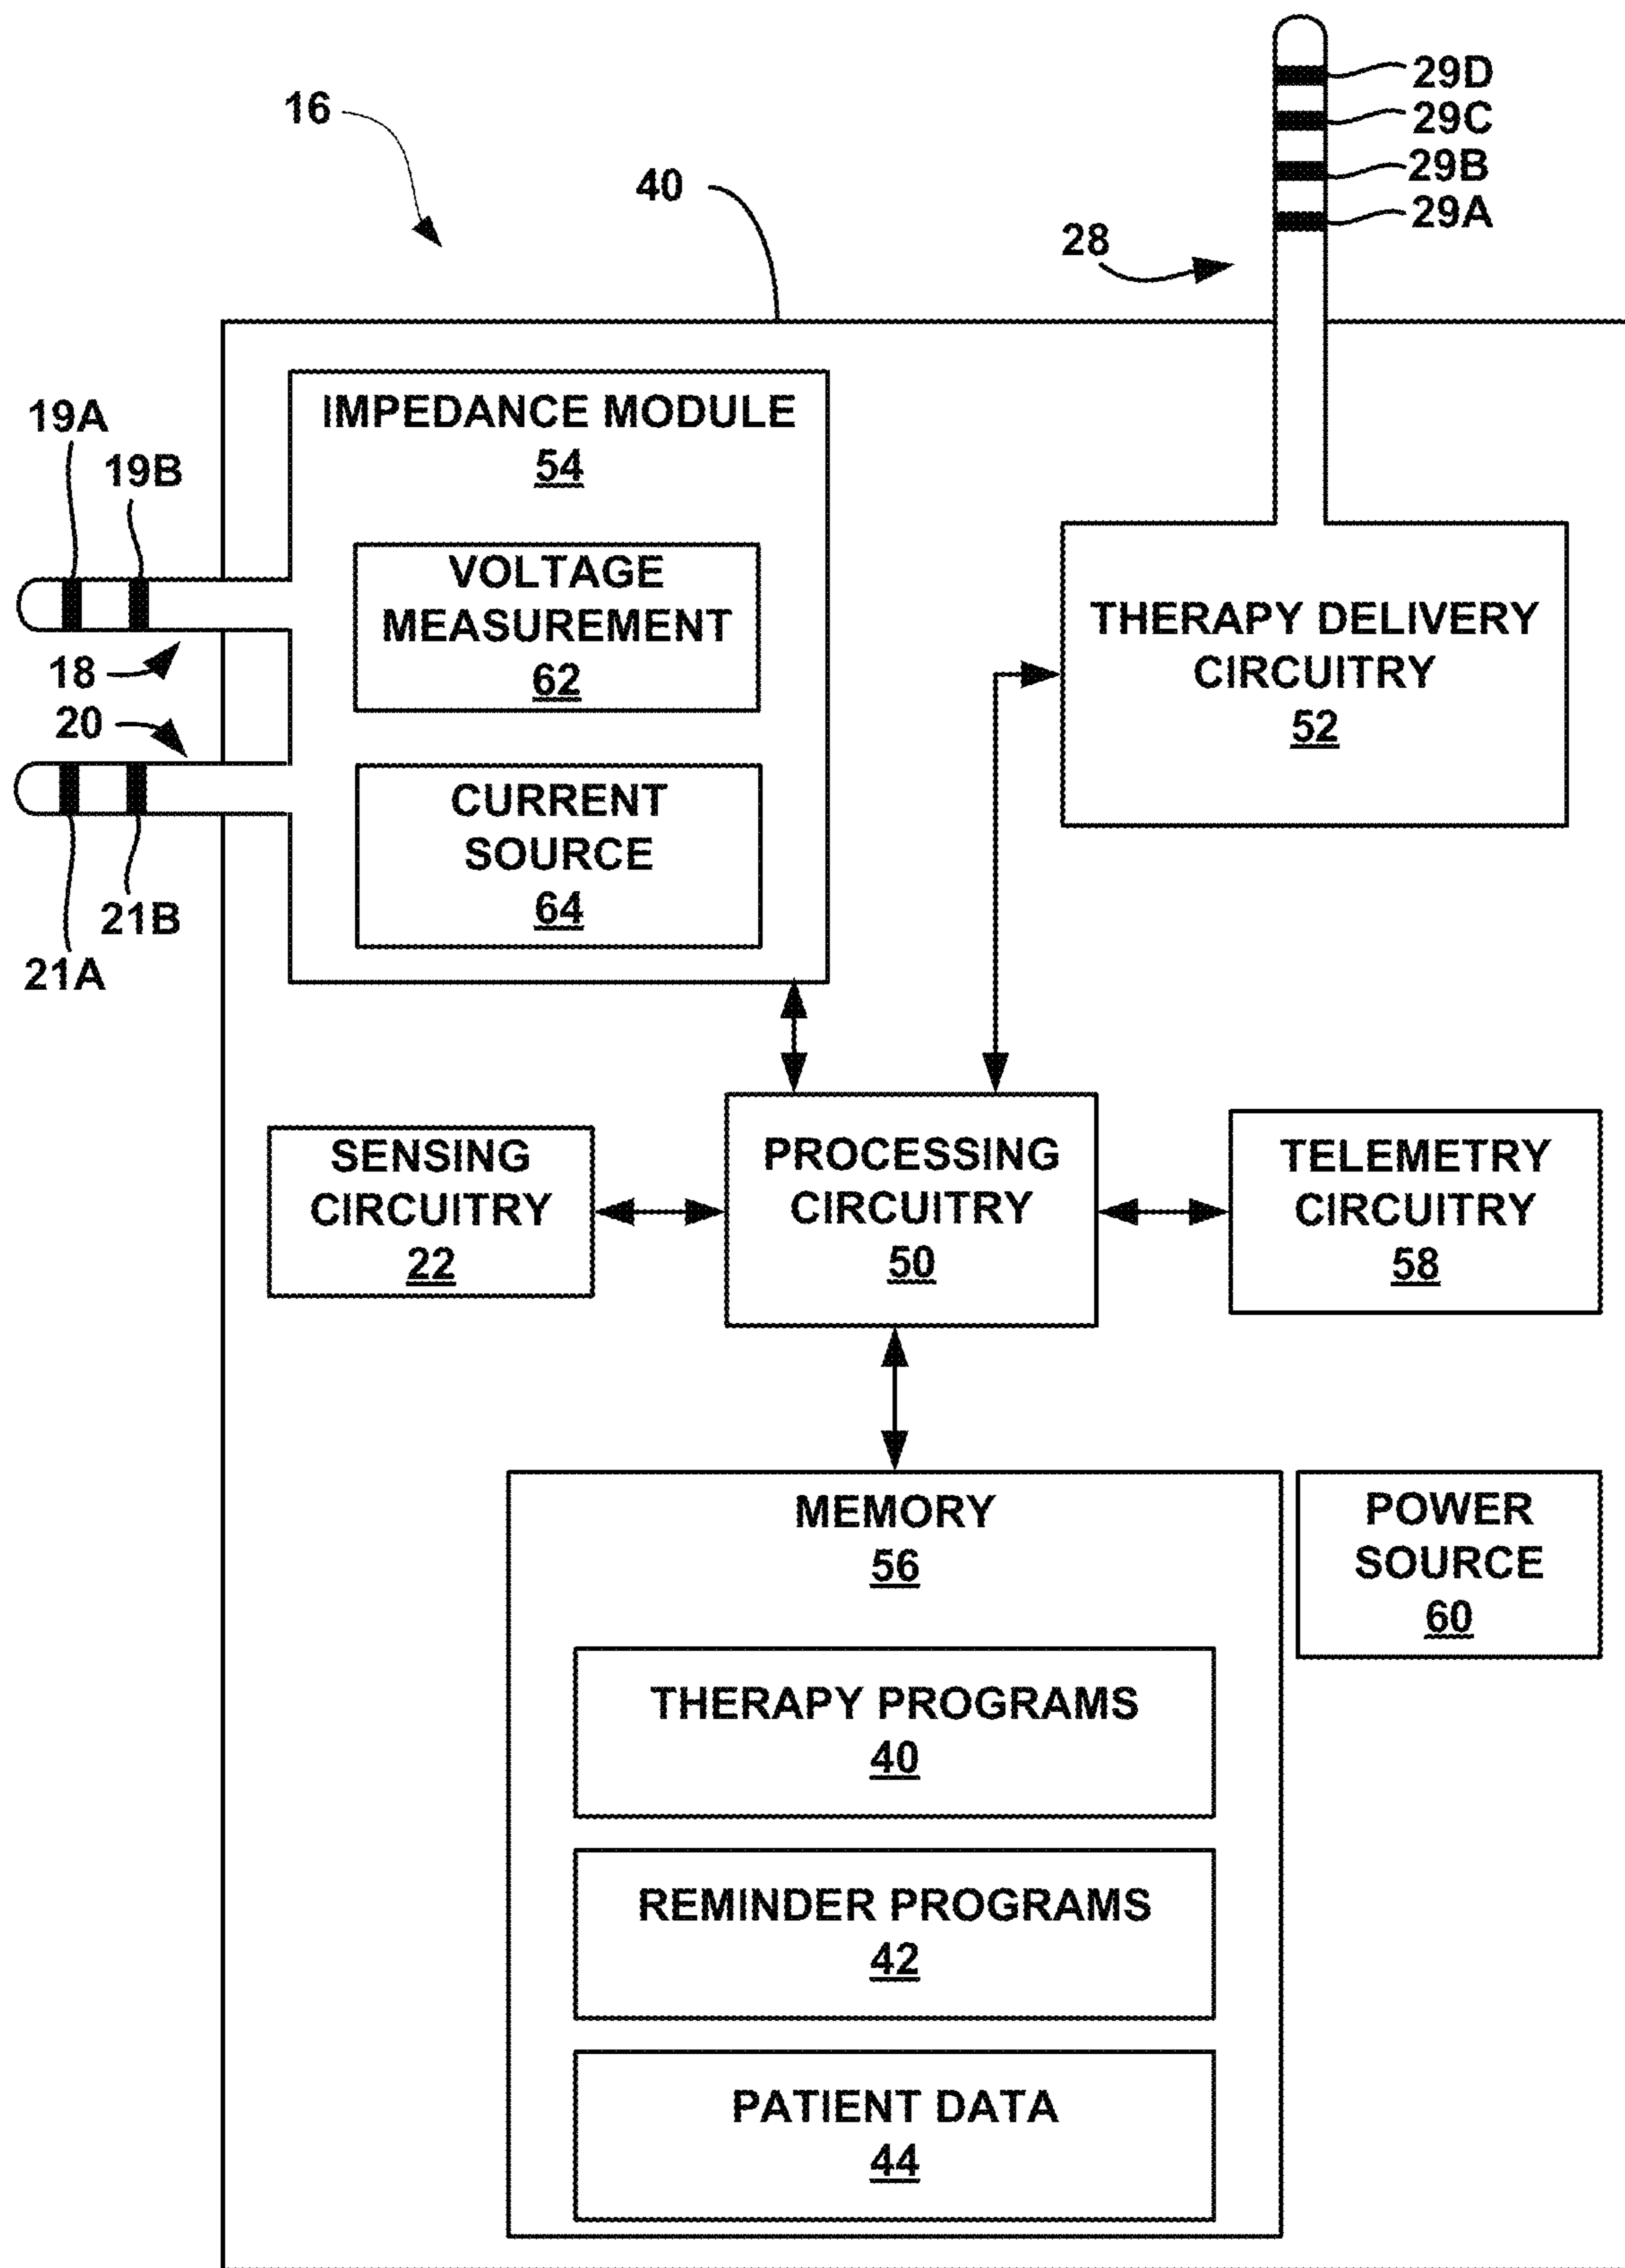 29D
29C
29B
29A
16
40
28
19A
19B
18
20
21B
21A
IMPEDANCE MODULE
54
VOLTAGE
MEASUREMENT
62
CURRENT
SOURCE
64
THERAPY DELIVERY
CIRCUITRY
52
SENSING
CIRCUITRY
22
PROCESSING
CIRCUITRY
50
TELEMETRY
CIRCUITRY
58
MEMORY
56
THERAPY PROGRAMS
40
REMINDER PROGRAMS
42
PATIENT DATA
44
POWER
SOURCE
60